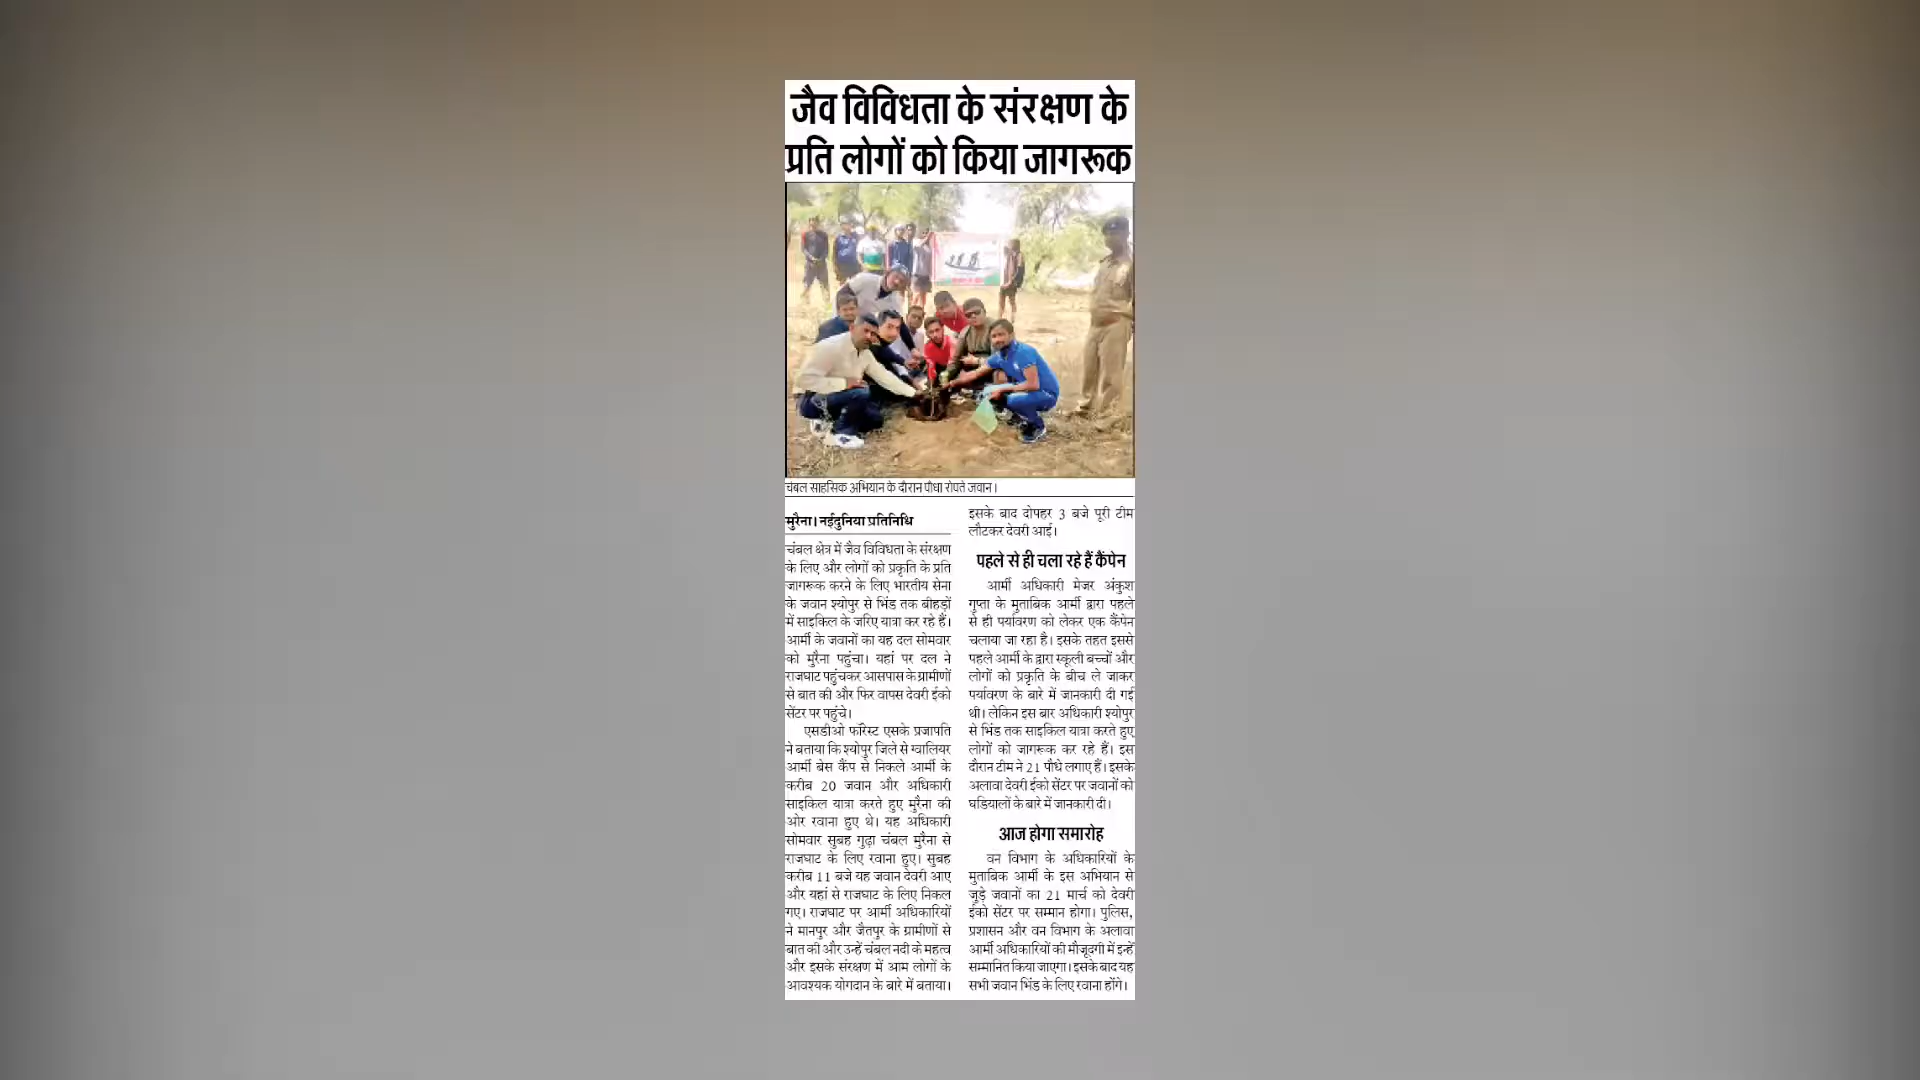 जैव विविधता के संरक्षण के
प्रति लोगों को किया जागरूक
चंबल साहसिक अभियान के दौरान पौधा रोपते जवान।
मुरैना। नईदुनिया प्रतिनिधि
चंबल क्षेत्र में जैव विविधता के संरक्षण
के लिए और लोगों को प्रकृति के प्रति
जागरूक करने के लिए भारतीय सेना
के जवान श्योपुर से भिंड तक बीहड़ों
में साइकिल के जरिए यात्रा कर रहे हैं।
आर्मी के जवानों का यह दल सोमवार
को मुरैना पहुंचा। यहां पर दल ने
राजघाट पहुंचकर आसपास के ग्रामीणों
से बात की और फिर वापस देवरी ईको
सेंटर पर पहुंचे।
एसडीओ फॉरेस्ट एसके प्रजापति
ने बताया कि श्योपुर जिले से ग्वालियर
आर्मी बेस कैंप से निकले आर्मी के
करीब 20 जवान और अधिकारी
साइकिल यात्रा करते हुए मुरैना की
ओर रवाना हुए थे। यह अधिकारी
सोमवार सुबह गुढ़ा चंबल मुरैना से
राजघाट के लिए रवाना हुए। सुबह
करीब 11 बजे यह जवान देवरी आए
और यहां से राजघाट के लिए निकल
गए। राजघाट पर आर्मी अधिकारियों
ने मानपुर और जैतपुर के ग्रामीणों से
बात की और उन्हें चंबल नदी के महत्व
और इसके संरक्षण में आम लोगों के
आवश्यक योगदान के बारे में बताया।
इसके बाद दोपहर 3 बजे पूरी टीम
लौटकर देवरी आई।
पहले से ही चला रहे हैं कैंपेन
आर्मी अधिकारी मेजर अंकुश
गुप्ता के मुताबिक आर्मी द्वारा पहले
से ही पर्यावरण को लेकर एक कैंपेन
चलाया जा रहा है। इसके तहत इससे
पहले आर्मी के द्वारा स्कूली बच्चों और
लोगों को प्रकृति के बीच ले जाकर
पर्यावरण के बारे में जानकारी दी गई
थी। लेकिन इस बार अधिकारी श्योपुर
से भिंड तक साइकिल यात्रा करते हुए
लोगों को जागरूक कर रहे हैं। इस
दौरान टीम ने 21 पौधे लगाए हैं। इसके
अलावा देवरी ईको सेंटर पर जवानों को
घडियालों के बारे में जानकारी दी।
आज होगा समारोह
वन विभाग के अधिकारियों के
मुताबिक आर्मी के इस अभियान से
जुड़े जवानों का 21 मार्च को देवरी
ईको सेंटर पर सम्मान होगा। पुलिस,
प्रशासन और वन विभाग के अलावा
आर्मी अधिकारियों की मौजूदगी में इन्हें
सम्मानित किया जाएगा। इसके बाद यह
सभी जवान भिंड के लिए रवाना होंगे।